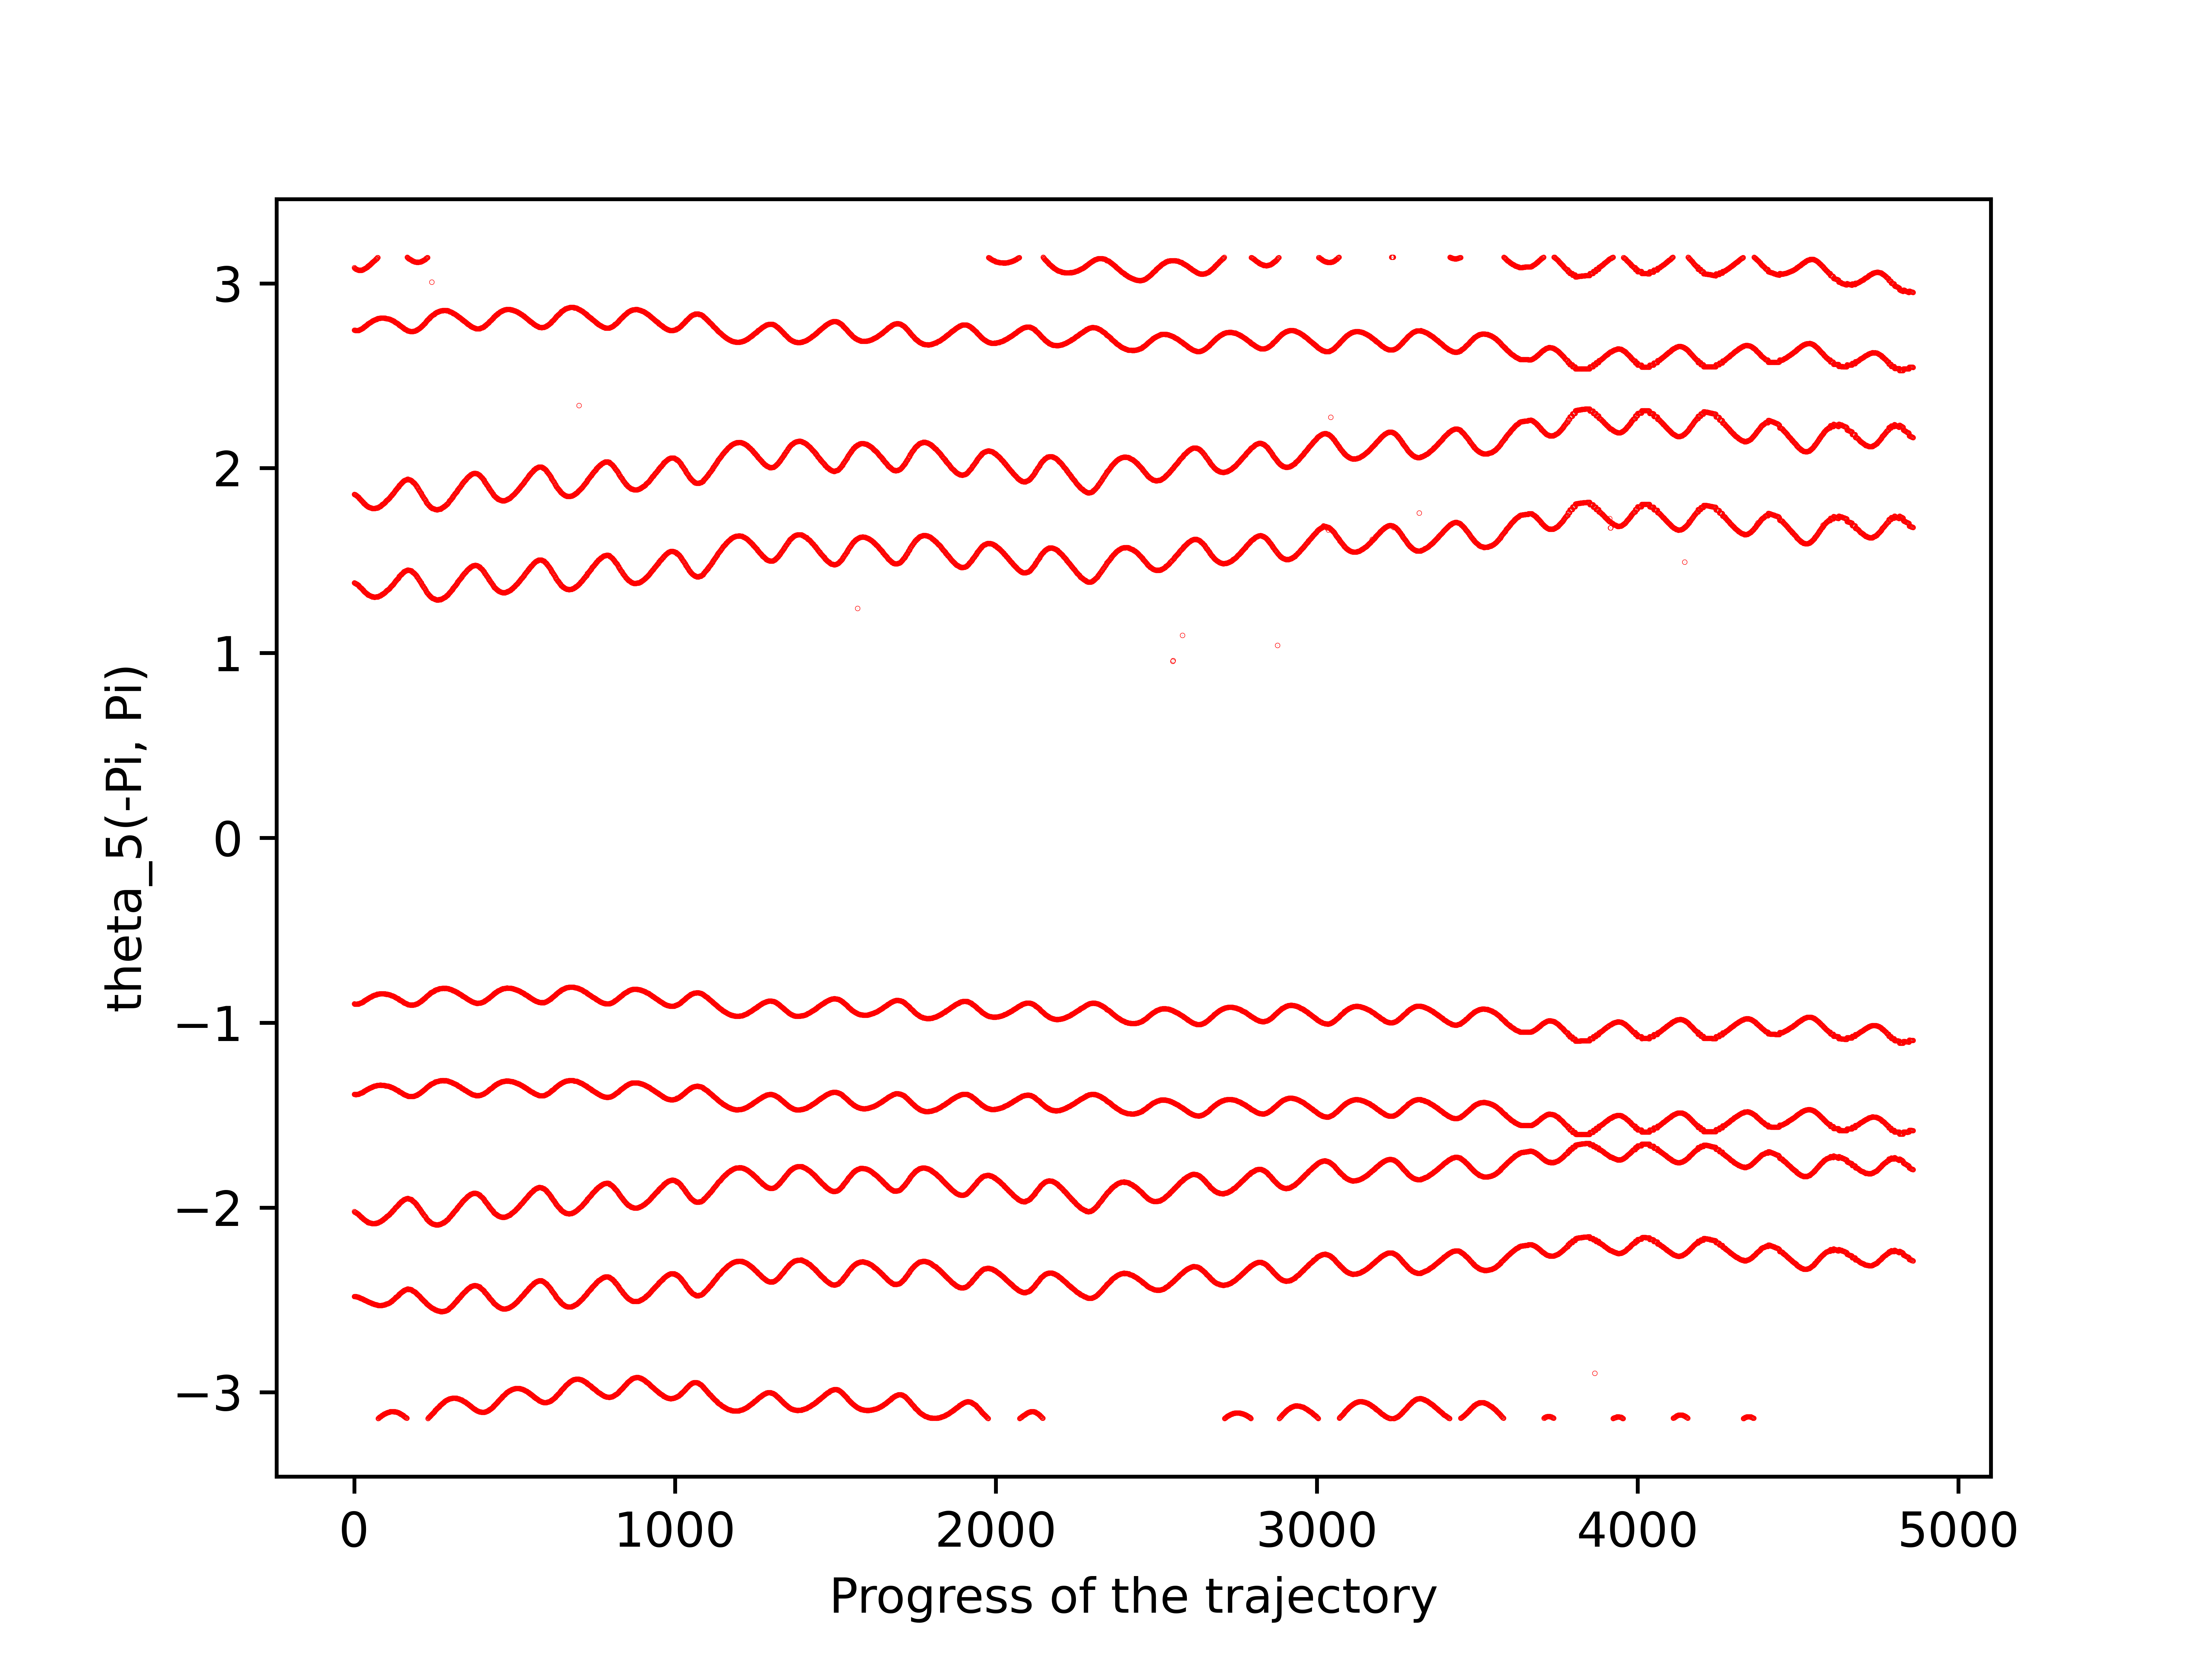 theta_5(-Pi, Pi)
3
2
1
0
−1
−2
−3
0 1000 2000 3000 4000 5000
Progress of the trajectory